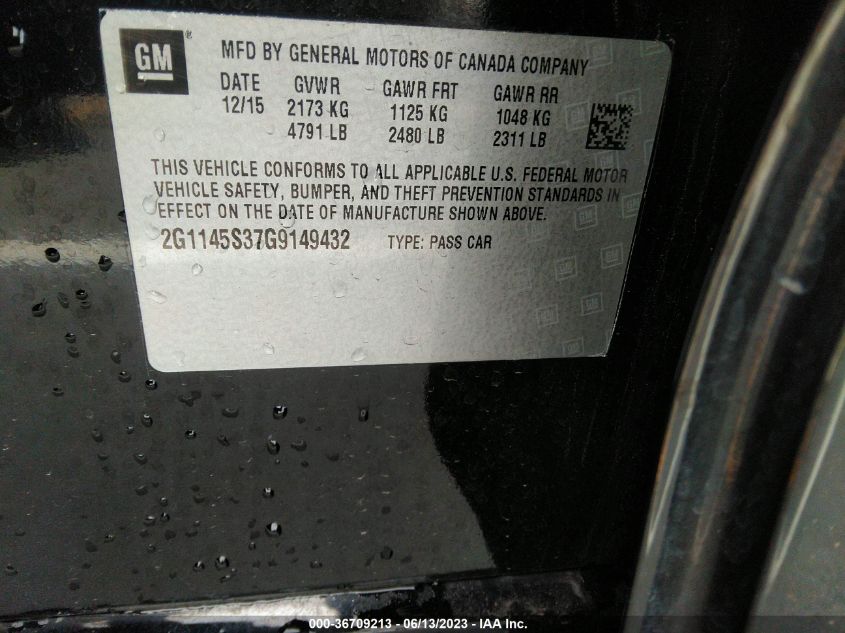 GM
MFD BY GENERAL MOTORS OF CANADA COMPANY
DATE GVWR GAWR FRT GAWR RR
12/15 2173 KG 1125 KG 1048 KG
4791 LB 2480 LB 2311 LB
THIS VEHICLE CONFORMS TO ALL APPLICABLE U.S. FEDERAL MOTOR
VEHICLE SAFETY, BUMPER, AND THEFT PREVENTION STANDARDS IN
EFFECT ON THE DATE OF MANUFACTURE SHOWN ABOVE.
2G1145S37G9149432 TYPE: PASS CAR
000-36709213 - 06/13/2023 - IAA Inc.